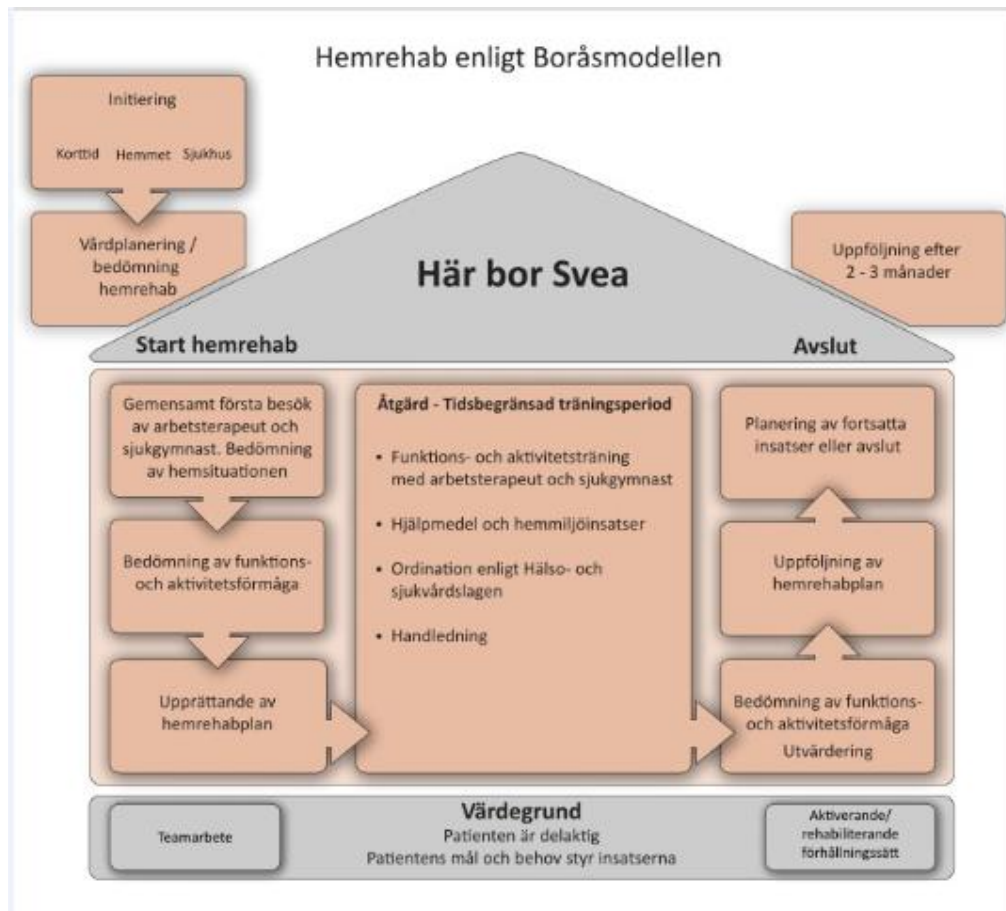 Hemrehab enligt Boråsmodellen
Initiering
Korttid Hemmet Sjukhus
Vårdplanering /
bedömning
hemrehab
Här bor Svea
Uppföljning efter
2 - 3 månader
Start hemrehab
Avslut
Gemensamt första besök
av arbetsterapeut och
sjukgymnast. Bedömning
av hemsituationen
Bedömning av funktions-
och aktivitetsförmåga
Upprättande av
hemrehabplan
Åtgärd - Tidsbegränsad träningsperiod
• Funktions- och aktivitetsträning
med arbetsterapeut och sjukgymnast
• Hjälpmedel och hemmiljöinsatser
• Ordination enligt Hälso- och
sjukvårdslagen
• Handledning
Planering av fortsatta
insatser eller avslut
Uppföljning av
hemrehabplan
Bedömning av funktions-
och aktivitetsförmåga
Utvärdering
Teamarbete
Värdegrund
Patienten är delaktig
Patientens mål och behov styr insatserna
Aktiverande/
rehabiliterande
förhållningssätt